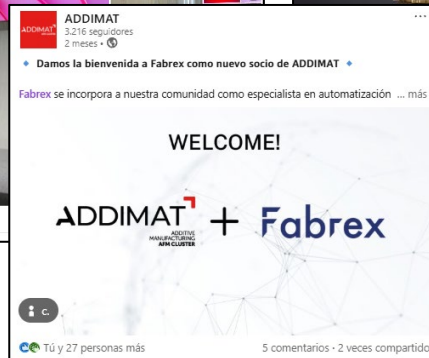 ADDIMAT
ADDIMAT
3.216 seguidores
2 meses •
Damos la bienvenida a Fabrex como nuevo socio de ADDIMAT
Fabrex se incorpora a nuestra comunidad como especialista en automatización ... más
WELCOME!
ADDIMAT + Fabrex
ADDITIVE
MANUFACTURING
AFM CLUSTER
c.
Tú y 27 personas más 5 comentarios • 2 veces compartido